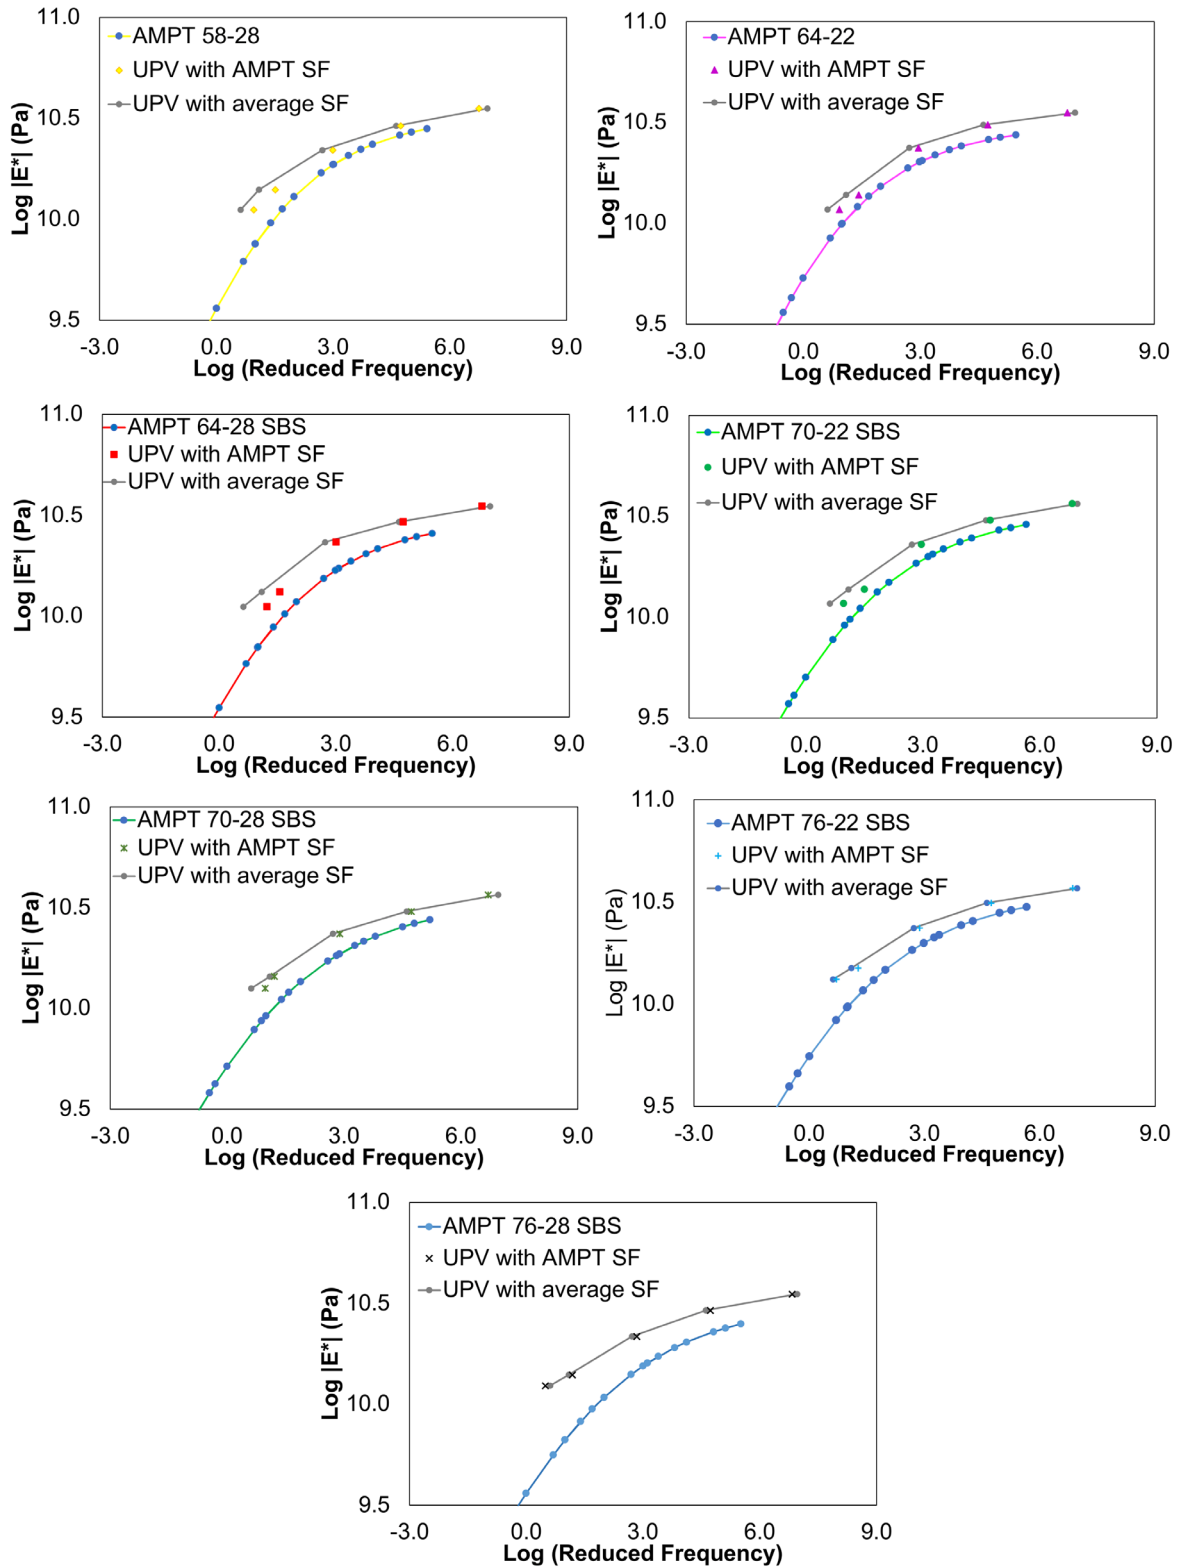 11.0
AMPT 58-28
UPV with AMPT SF
UPV with average SF
10.5
10.0
9.5
Log |E*| (Pa)
-3.0 0.0 3.0 6.0 9.0
Log (Reduced Frequency)
11.0
AMPT 64-22
UPV with AMPT SF
UPV with average SF
10.5
10.0
9.5
Log |E*| (Pa)
-3.0 0.0 3.0 6.0 9.0
Log (Reduced Frequency)
11.0
AMPT 64-28 SBS
UPV with AMPT SF
UPV with average SF
10.5
10.0
9.5
Log |E*| (Pa)
-3.0 0.0 3.0 6.0 9.0
Log (Reduced Frequency)
11.0
AMPT 70-22 SBS
UPV with AMPT SF
UPV with average SF
10.5
10.0
9.5
Log |E*| (Pa)
-3.0 0.0 3.0 6.0 9.0
Log (Reduced Frequency)
11.0
AMPT 70-28 SBS
UPV with AMPT SF
UPV with average SF
10.5
10.0
9.5
Log |E*| (Pa)
-3.0 0.0 3.0 6.0 9.0
Log (Reduced Frequency)
11.0
AMPT 76-22 SBS
UPV with AMPT SF
UPV with average SF
10.5
10.0
9.5
Log |E*| (Pa)
-3.0 0.0 3.0 6.0 9.0
Log (Reduced Frequency)
11.0
AMPT 76-28 SBS
UPV with AMPT SF
UPV with average SF
10.5
10.0
9.5
Log |E*| (Pa)
-3.0 0.0 3.0 6.0 9.0
Log (Reduced Frequency)